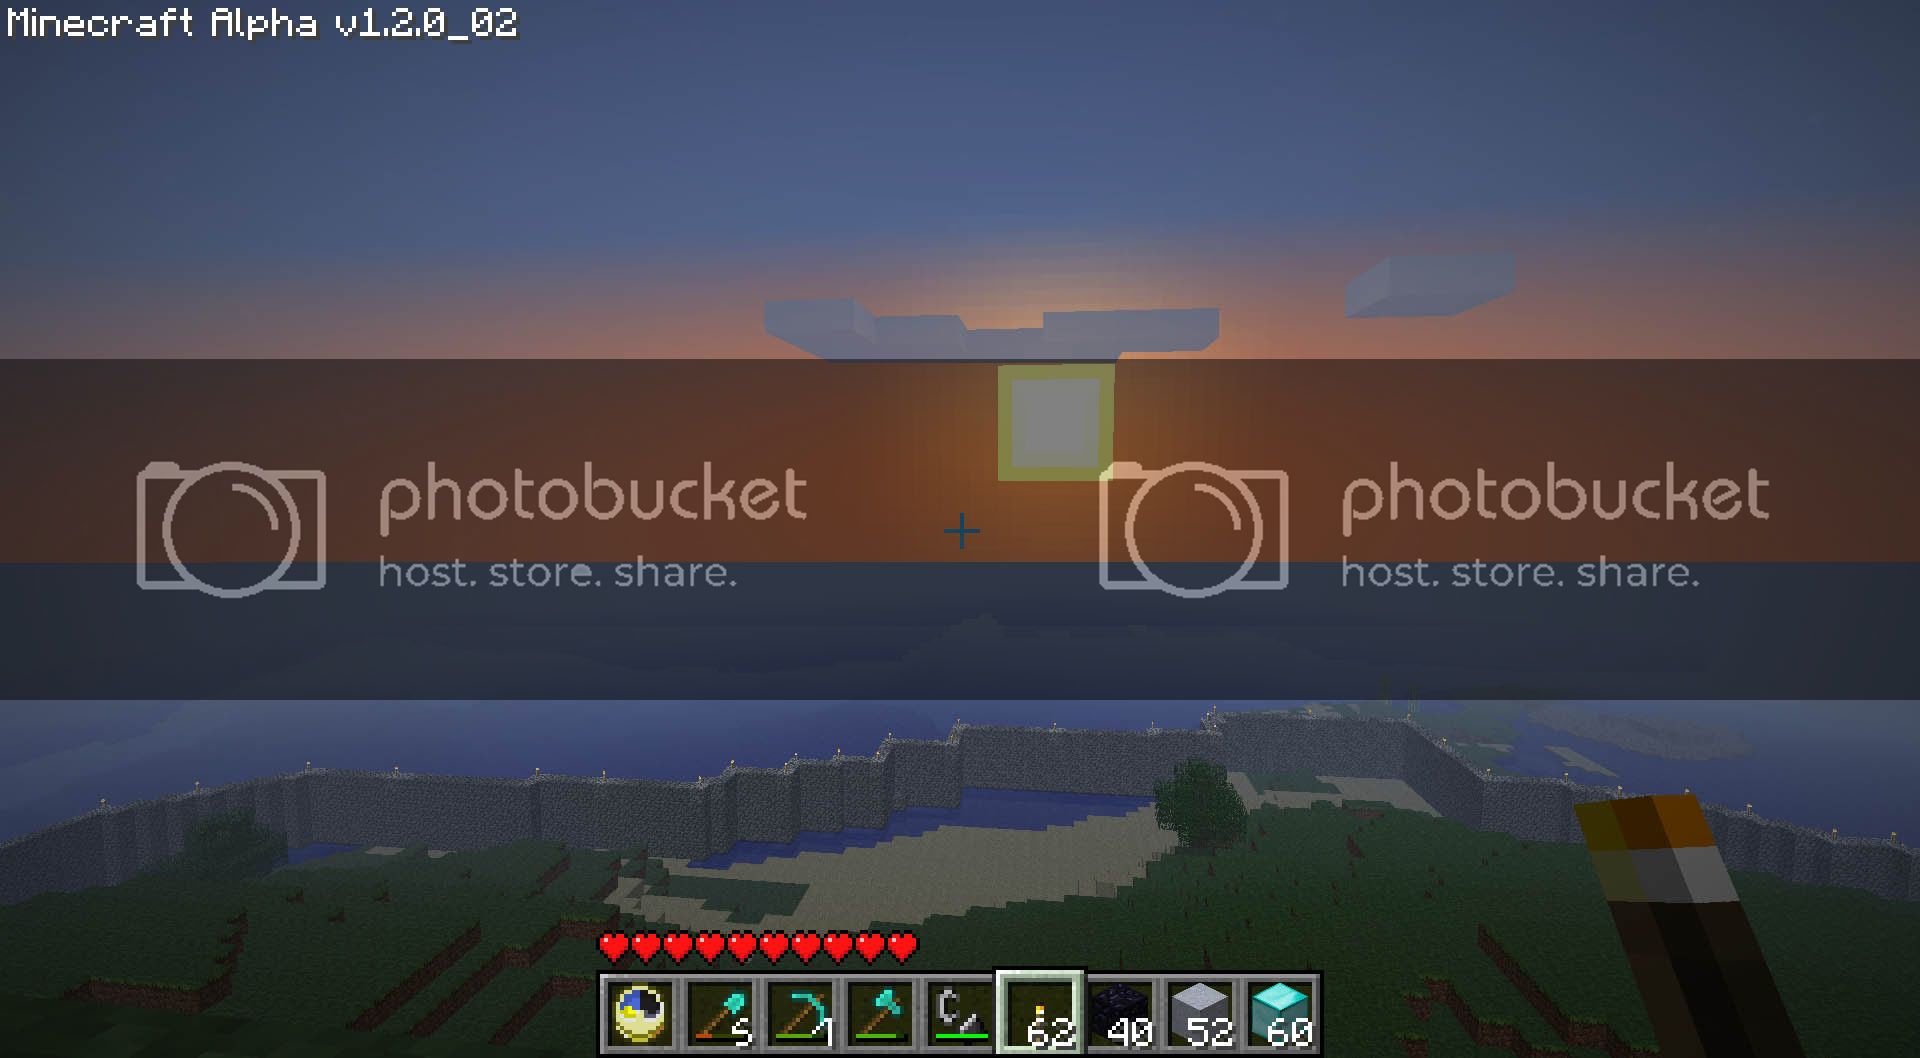 Minecraft Alpha v1.2.0_02
photobucket photobucket
host. store. share. host. store. share.
5 1 62 40 52 60